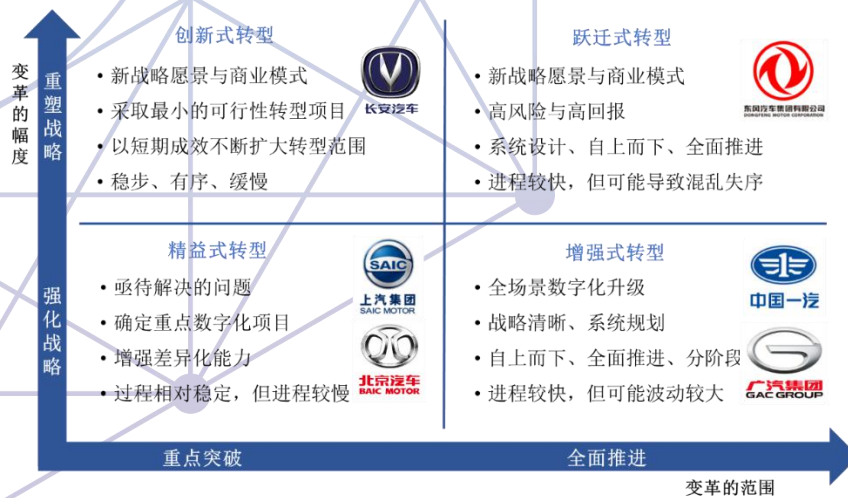 变革的幅度
重塑战略
创新式转型
• 新战略愿景与商业模式
• 采取最小的可行性转型项目
• 以短期成效不断扩大转型范围
• 稳步、有序、缓慢
长安汽车
跃迁式转型
• 新战略愿景与商业模式
• 高风险与高回报
• 系统设计、自上而下、全面推进
• 进程较快，但可能导致混乱失序
东风汽车集团有限公司
DONGFENG MOTOR CORPORATION
强化战略
精益式转型
• 亟待解决的问题
• 确定重点数字化项目
• 增强差异化能力
• 过程相对稳定，但进程较慢
SAIC
上汽集团
SAIC MOTOR
北京汽车
BAIC MOTOR
增强式转型
• 全场景数字化升级
• 战略清晰、系统规划
• 自上而下、全面推进、分阶段
• 进程较快，但可能波动较大
中国一汽
广汽集团
GAC GROUP
重点突破
全面推进
变革的范围